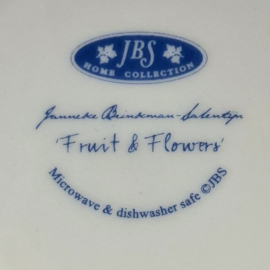 JBS
HOME COLLECTION
Janneke Brinkman-Salentijn
'Fruit & Flowers'
Microwave & dishwasher safe ©JBS